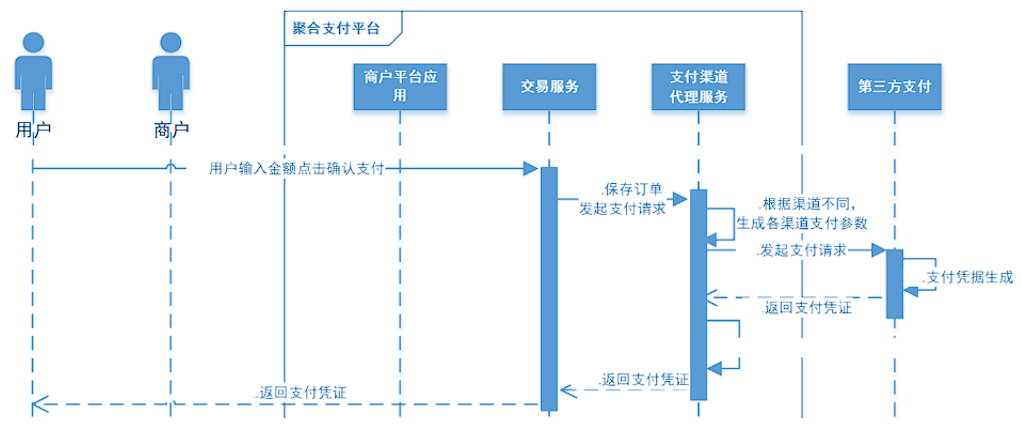 聚合支付平台
用户
商户
商户平台应
用
交易服务
支付渠道
代理服务
第三方支付
用户输入金额点击确认支付
.保存订单
发起支付请求
.根据渠道不同，
生成各渠道支付参数
.发起支付请求
.支付凭据生成
.返回支付凭证
.返回支付凭证
.返回支付凭证